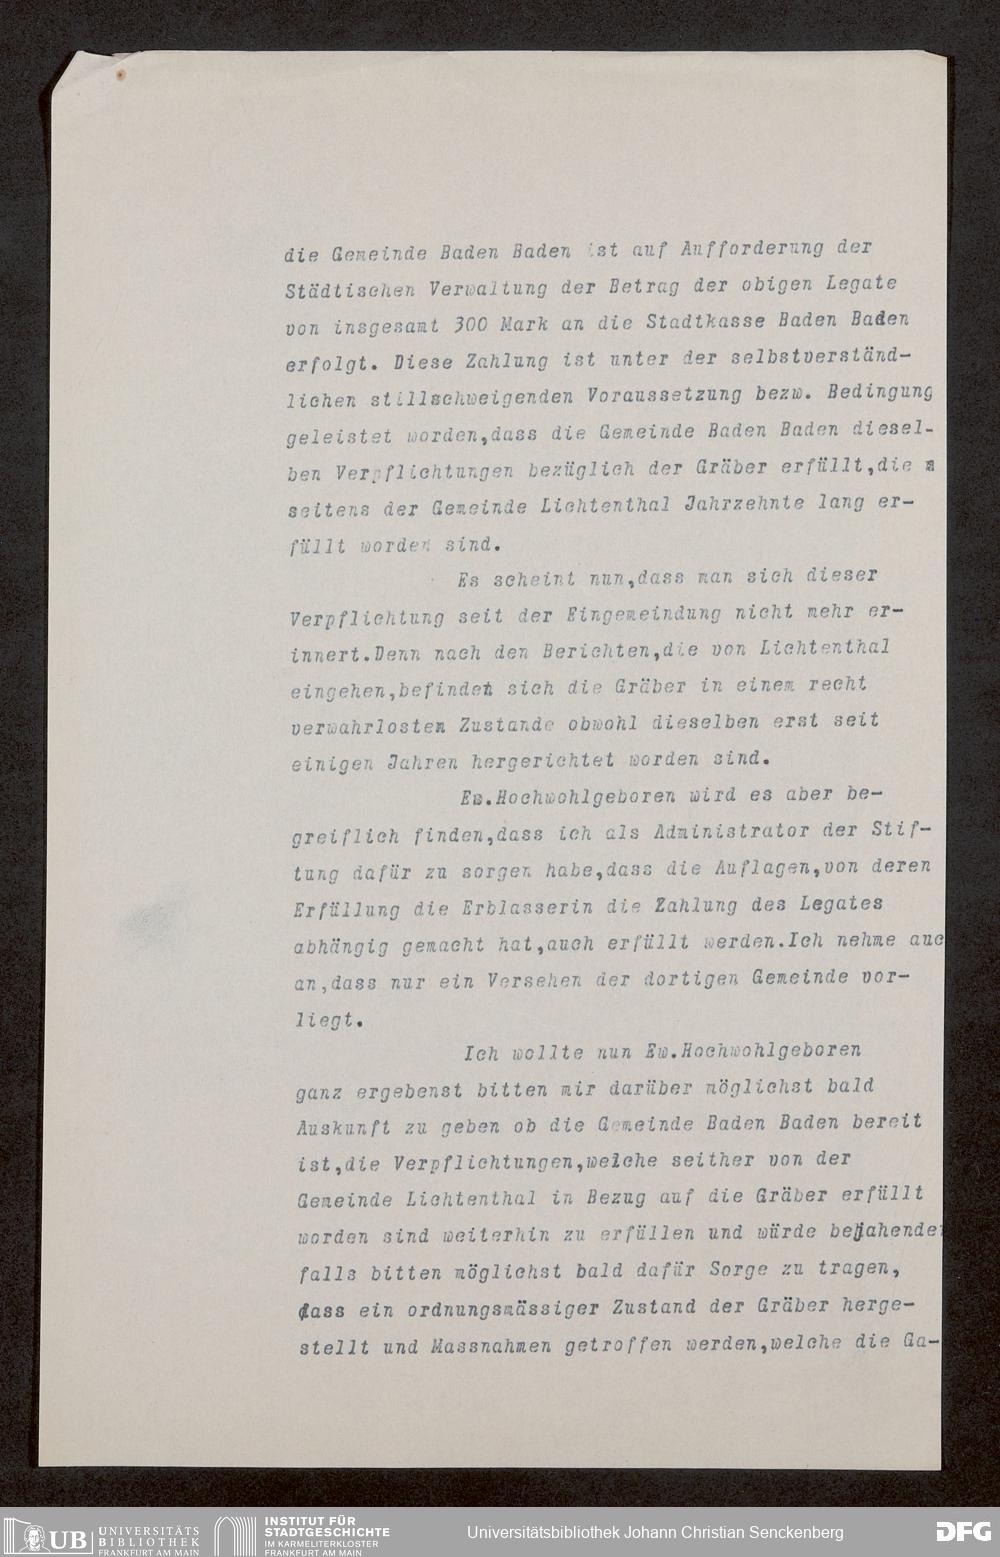 die Gemeinde Baden Baden ist auf Aufforderung der
Städtischen Verwaltung der Betrag der obigen Legate
von insgesamt 300 Mark an die Stadtkasse Baden Baden
erfolgt. Diese Zahlung ist unter der selbstverständ-
lichen stillschweigenden Voraussetzung bezw. Bedingung
geleistet worden,dass die Gemeinde Baden Baden diesel-
ben Verpflichtungen bezüglich der Gräber erfüllt,die
seitens der Gemeinde Lichtenthal Jahrzehnte lang er-
füllt worden sind.
Es scheint nun,dass man sich dieser
Verpflichtung seit der Eingemeindung nicht mehr er-
innert.Denn nach den Berichten,die von Lichtenthal
eingehen,befinden sich die Gräber in einem recht
verwahrlosten Zustande obwohl dieselben erst seit
einigen Jahren hergerichtet worden sind.
Ew.Hochwohlgeboren wird es aber be-
greiflich finden,dass ich als Administrator der Stif-
tung dafür zu sorgen habe,dass die Auflagen,von deren
Erfüllung die Erblasserin die Zahlung des Legates
abhängig gemacht hat,auch erfüllt werden.Ich nehme auc
an,dass nur ein Versehen der dortigen Gemeinde vor-
liegt.
Ich wollte nun Ew.Hochwohlgeboren
ganz ergebenst bitten mir darüber möglichst bald
Auskunft zu geben ob die Gemeinde Baden Baden bereit
ist,die Verpflichtungen,welche seither von der
Gemeinde Lichtenthal in Bezug auf die Gräber erfüllt
worden sind weiterhin zu erfüllen und würde bejahenden
falls bitten möglichst bald dafür Sorge zu tragen,
dass ein ordnungsmässiger Zustand der Gräber herge-
stellt und Massnahmen getroffen werden,welche die Ga-
UB UNIVERSITÄTS
BIBLIOTHEK
FRANKFURT AM MAIN
INSTITUT FÜR
STADTGESCHICHTE
IM KARMELITERKLOSTER
FRANKFURT AM MAIN
Universitätsbibliothek Johann Christian Senckenberg
DFG